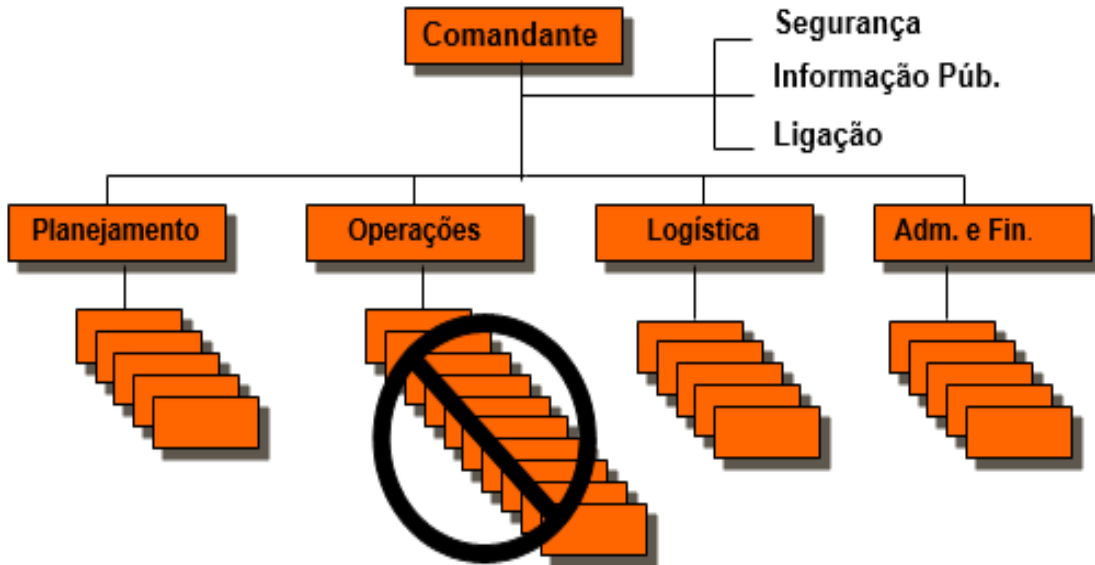 Comandante
Segurança
Informação Púb.
Ligação
Planejamento
Operações
Logística
Adm. e Fin.